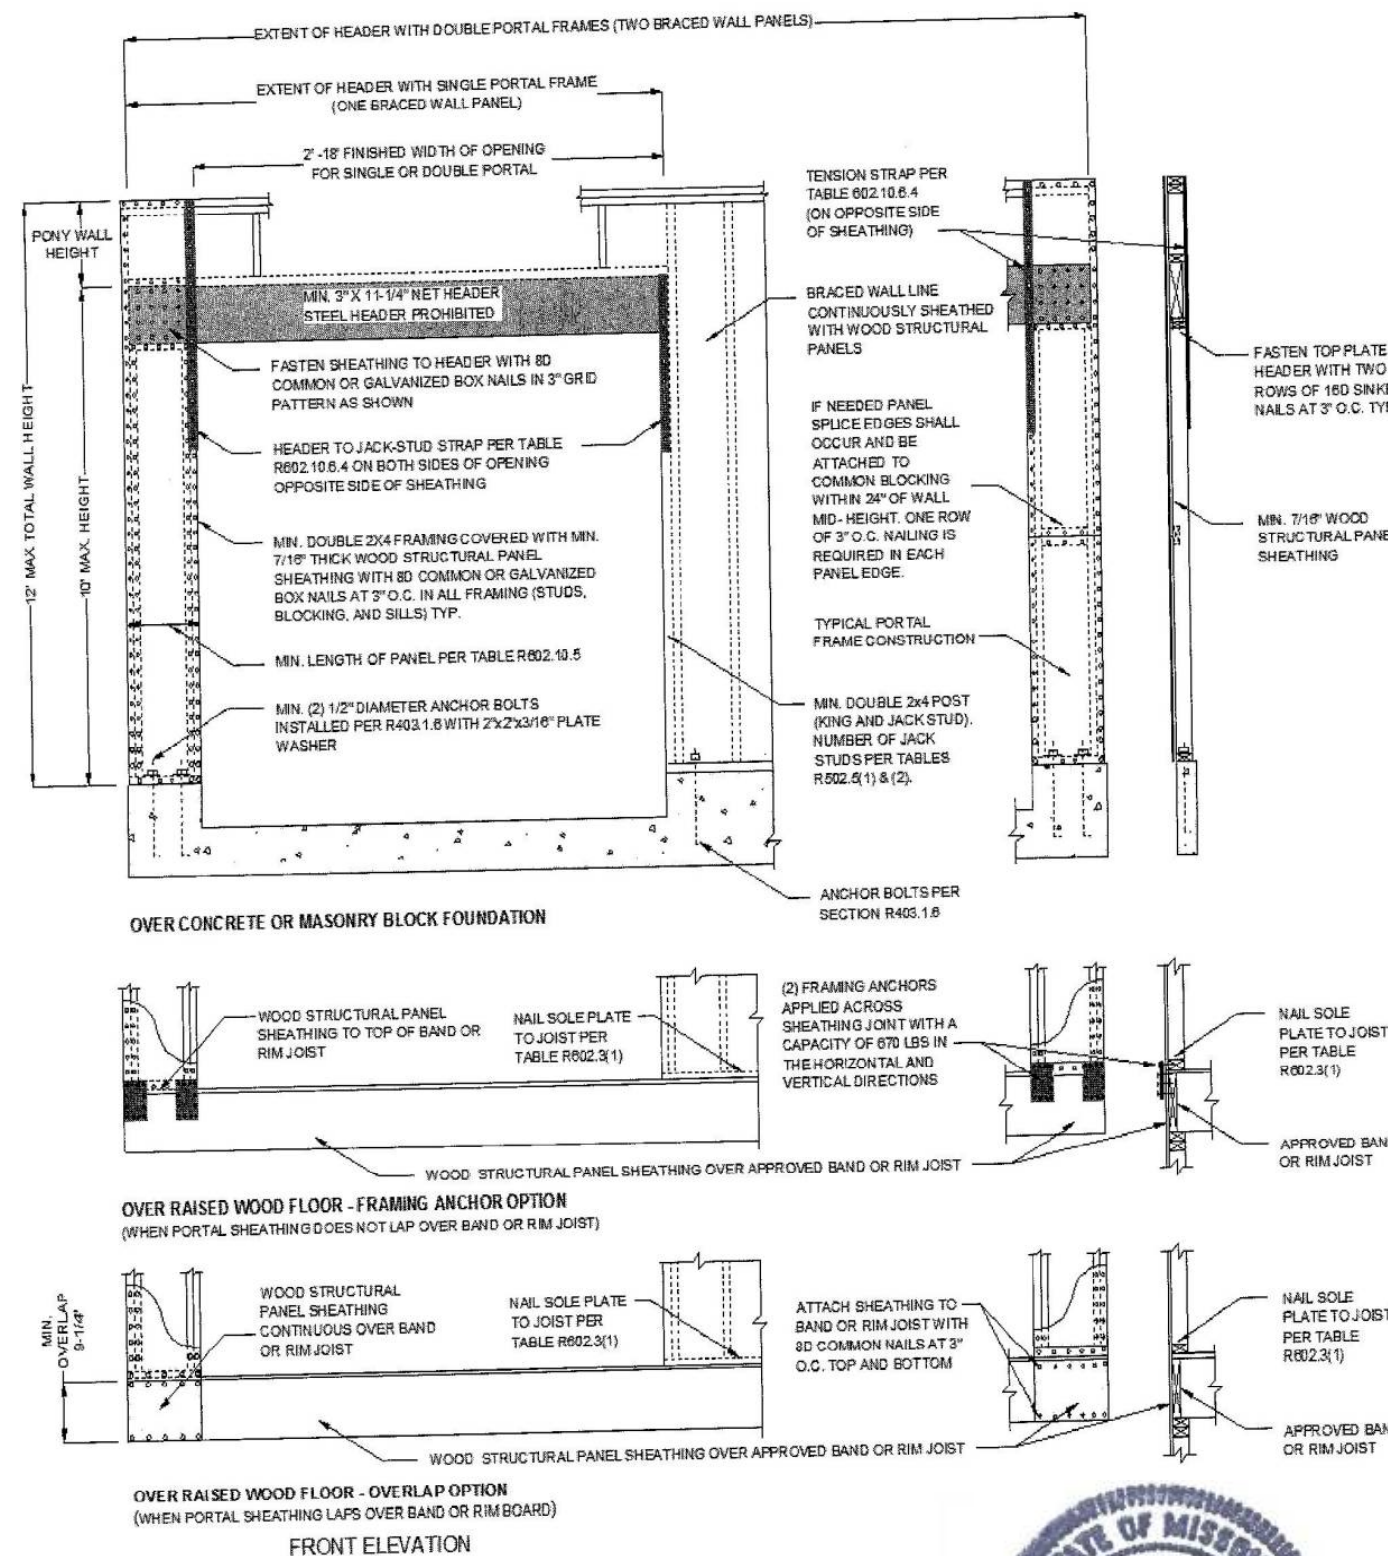 EXTENT OF HEADER WITH DOUBLE PORTAL FRAMES (TWO BRACED WALL PANELS)
EXTENT OF HEADER WITH SINGLE PORTAL FRAME
(ONE BRACED WALL PANEL)
2' -18' FINISHED WIDTH OF OPENING
FOR SINGLE OR DOUBLE PORTAL
PONY WALL
HEIGHT
12' MAX TOTAL WALL HEIGHT
10' MAX. HEIGHT
MIN. 3" X 11-1/4" NET HEADER
STEEL HEADER PROHIBITED
FASTEN SHEATHING TO HEADER WITH 8D
COMMON OR GALVANIZED BOX NAILS IN 3" GRID
PATTERN AS SHOWN
HEADER TO JACK-STUD STRAP PER TABLE
R602.10.6.4 ON BOTH SIDES OF OPENING
OPPOSITE SIDE OF SHEATHING
MIN. DOUBLE 2X4 FRAMING COVERED WITH MIN.
7/16" THICK WOOD STRUCTURAL PANEL
SHEATHING WITH 8D COMMON OR GALVANIZED
BOX NAILS AT 3" O.C. IN ALL FRAMING (STUDS,
BLOCKING, AND SILLS) TYP.
MIN. LENGTH OF PANEL PER TABLE R602.10.5
MIN. (2) 1/2" DIAMETER ANCHOR BOLTS
INSTALLED PER R403.1.6 WITH 2"x2"x3/16" PLATE
WASHER
TENSION STRAP PER
TABLE 602.10.6.4
(ON OPPOSITE SIDE
OF SHEATHING)
BRACED WALL LINE
CONTINUOUSLY SHEATHED
WITH WOOD STRUCTURAL
PANELS
IF NEEDED PANEL
SPLICE EDGES SHALL
OCCUR AND BE
ATTACHED TO
COMMON BLOCKING
WITHIN 24" OF WALL
MID- HEIGHT. ONE ROW
OF 3" O.C. NAILING IS
REQUIRED IN EACH
PANEL EDGE.
TYPICAL PORTAL
FRAME CONSTRUCTION
MIN. DOUBLE 2x4 POST
(KING AND JACK STUD).
NUMBER OF JACK
STUDS PER TABLES
R502.5(1) & (2).
ANCHOR BOLTS PER
SECTION R403.1.6
FASTEN TOP PLATE
HEADER WITH TWO
ROWS OF 16D SINKE
NAILS AT 3" O.C. TYP
MIN. 7/16" WOOD
STRUCTURAL PANE
SHEATHING
OVER CONCRETE OR MASONRY BLOCK FOUNDATION
WOOD STRUCTURAL PANEL
SHEATHING TO TOP OF BAND OR
RIM JOIST
NAIL SOLE PLATE
TO JOIST PER
TABLE R602.3(1)
(2) FRAMING ANCHORS
APPLIED ACROSS
SHEATHING JOINT WITH A
CAPACITY OF 670 LBS IN
THE HORIZONTAL AND
VERTICAL DIRECTIONS
NAIL SOLE
PLATE TO JOIST
PER TABLE
R602.3(1)
APPROVED BAN
OR RIM JOIST
WOOD STRUCTURAL PANEL SHEATHING OVER APPROVED BAND OR RIM JOIST
OVER RAISED WOOD FLOOR - FRAMING ANCHOR OPTION
(WHEN PORTAL SHEATHING DOES NOT LAP OVER BAND OR RIM JOIST)
MIN.
OVERLAP
9-1/4"
WOOD STRUCTURAL
PANEL SHEATHING
CONTINUOUS OVER BAND
OR RIM JOIST
NAIL SOLE PLATE
TO JOIST PER
TABLE R602.3(1)
ATTACH SHEATHING TO
BAND OR RIM JOIST WITH
8D COMMON NAILS AT 3"
O.C. TOP AND BOTTOM
NAIL SOLE
PLATE TO JOIST
PER TABLE
R602.3(1)
APPROVED BAN
OR RIM JOIST
WOOD STRUCTURAL PANEL SHEATHING OVER APPROVED BAND OR RIM JOIST
OVER RAISED WOOD FLOOR - OVERLAP OPTION
(WHEN PORTAL SHEATHING LAPS OVER BAND OR RIM BOARD)
FRONT ELEVATION
OF